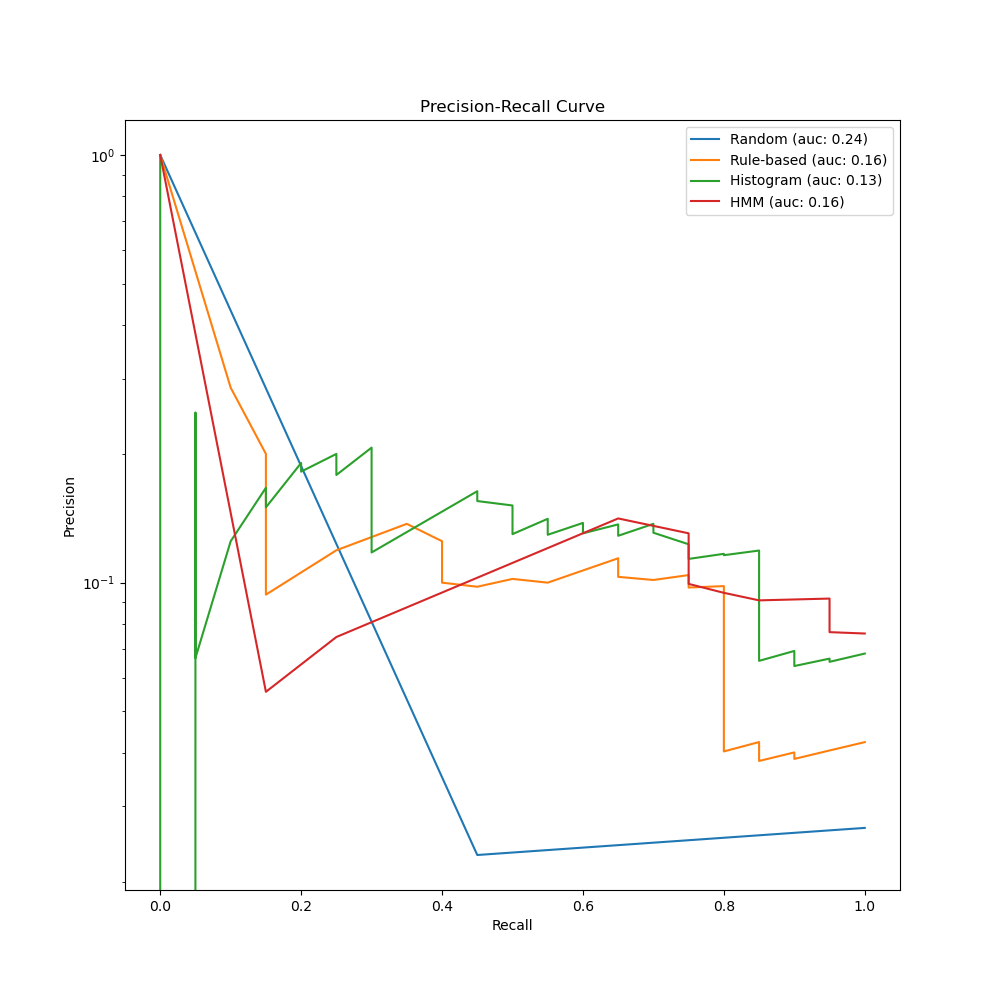 Precision-Recall Curve
Random (auc: 0.24)
Rule-based (auc: 0.16)
Histogram (auc: 0.13)
HMM (auc: 0.16)
10⁰
10⁻¹
Precision
0.0 0.2 0.4 0.6 0.8 1.0
Recall